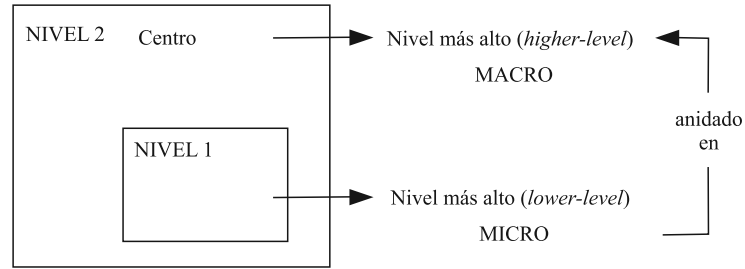 NIVEL 2 Centro
Nivel más alto (higher-level)
MACRO
anidado
en
NIVEL 1
Nivel más alto (lower-level)
MICRO